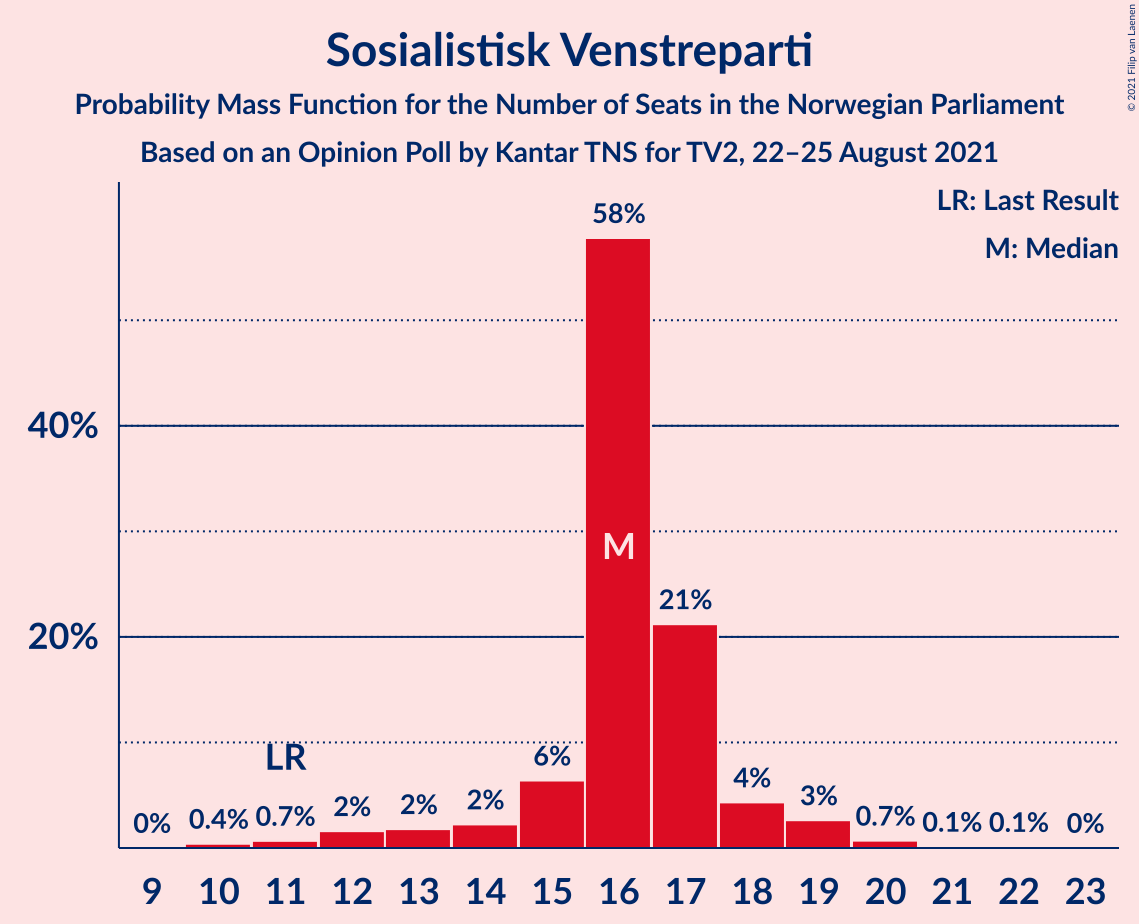 Sosialistisk Venstreparti
Probability Mass Function for the Number of Seats in the Norwegian Parliament
Based on an Opinion Poll by Kantar TNS for TV2, 22–25 August 2021
© 2021 Filip van Laenen
LR: Last Result
M: Median
58%
40%
M
21%
20%
LR
6%
4%
3%
2%
2%
2%
0.7%
0.4%
0%
0.7%
0.1%
0.1%
0%
9 10 11 12 13 14 15 16 17 18 19 20 21 22 23